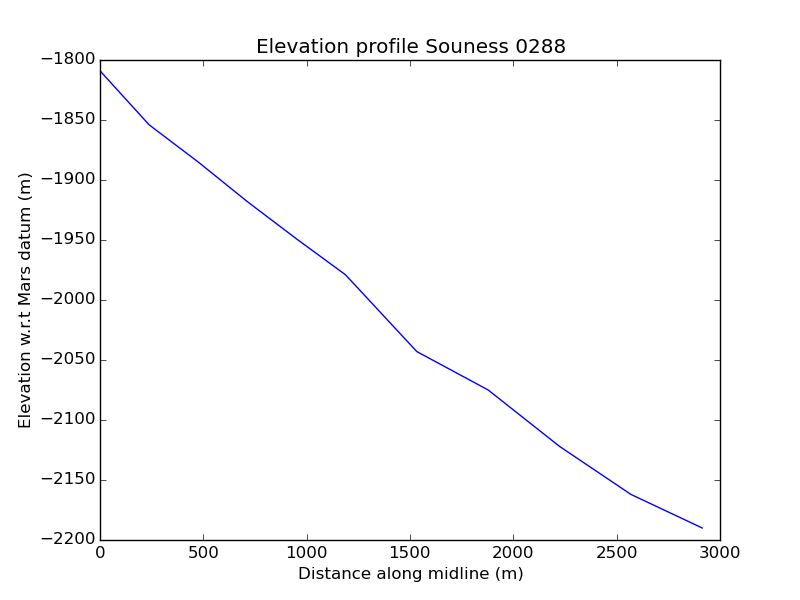 Elevation profile Souness 0288
−1800
−1850
−1900
−1950
−2000
−2050
−2100
−2150
−2200
Elevation w.r.t Mars datum (m)
0 500 1000 1500 2000 2500 3000
Distance along midline (m)